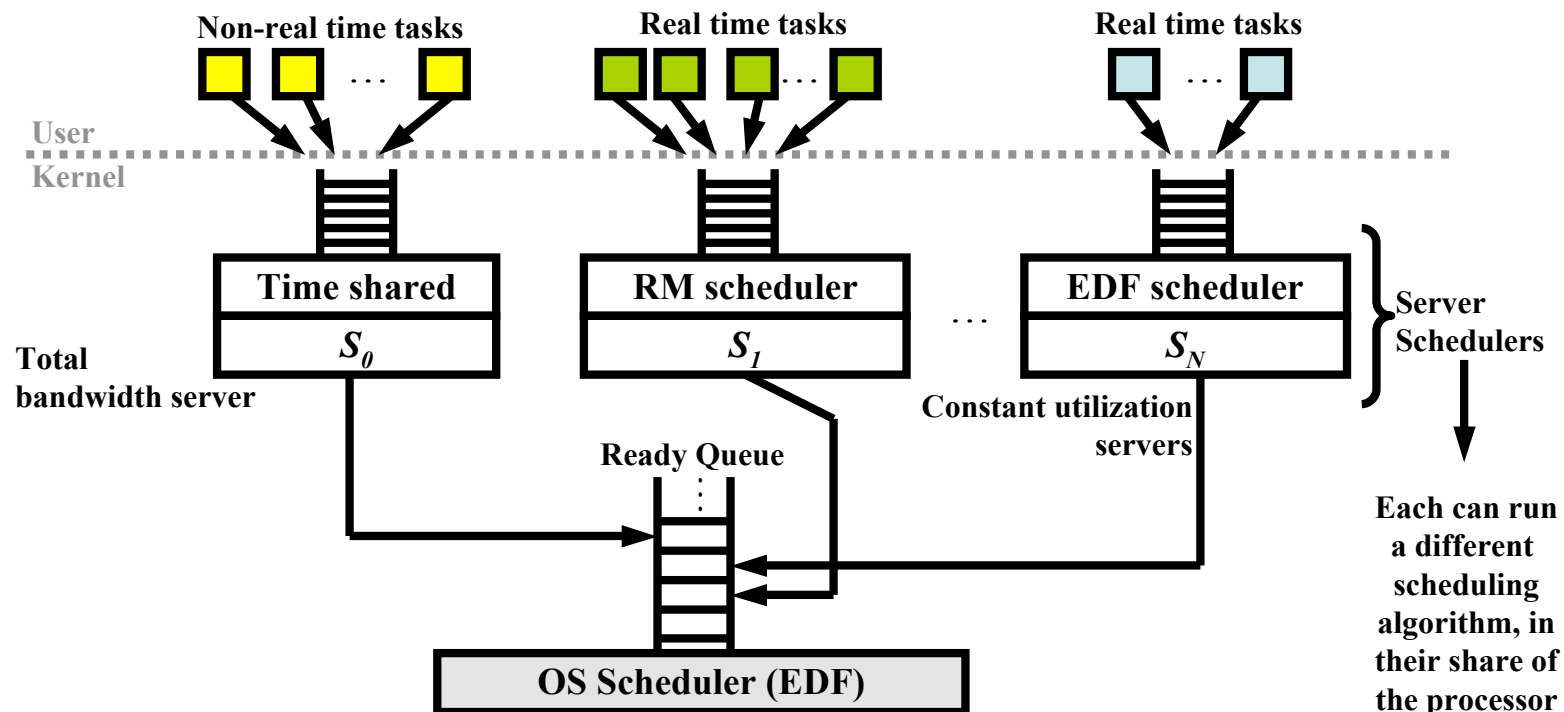 Non-real time tasks
Real time tasks
Real time tasks
...
...
...
User
Kernel
Time shared
RM scheduler
EDF scheduler
S0
S1
...
SN
Server
Schedulers
Total
bandwidth server
Constant utilization
servers
Ready Queue
...
Each can run
a different
scheduling
algorithm, in
their share of
the processor
OS Scheduler (EDF)